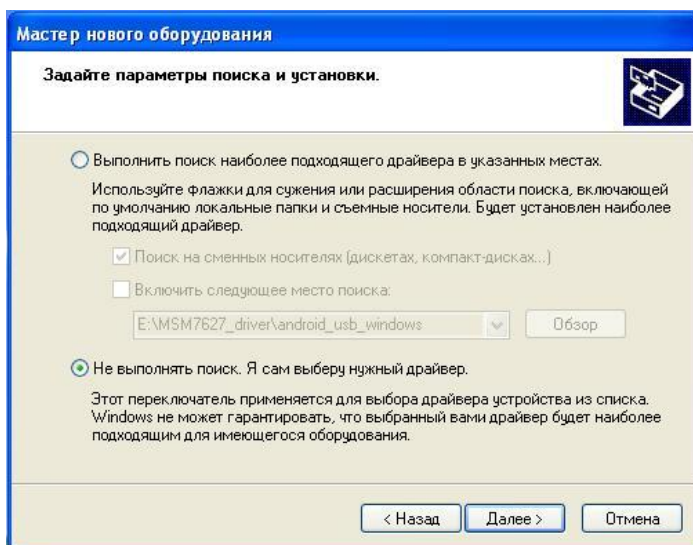 Мастер нового оборудования
Задайте параметры поиска и установки.
Выполнить поиск наиболее подходящего драйвера в указанных местах.
Используйте флажки для сужения или расширения области поиска, включающей
по умолчанию локальные папки и съемные носители. Будет установлен наиболее
подходящий драйвер.
Поиск на сменных носителях (дискетах, компакт-дисках...)
Включить следующее место поиска:
E:\MSM7627_driver\android_usb_windows
Обзор
Не выполнять поиск. Я сам выберу нужный драйвер.
Этот переключатель применяется для выбора драйвера устройства из списка.
Windows не может гарантировать, что выбранный вами драйвер будет наиболее
подходящим для имеющегося оборудования.
< Назад
Далее >
Отмена